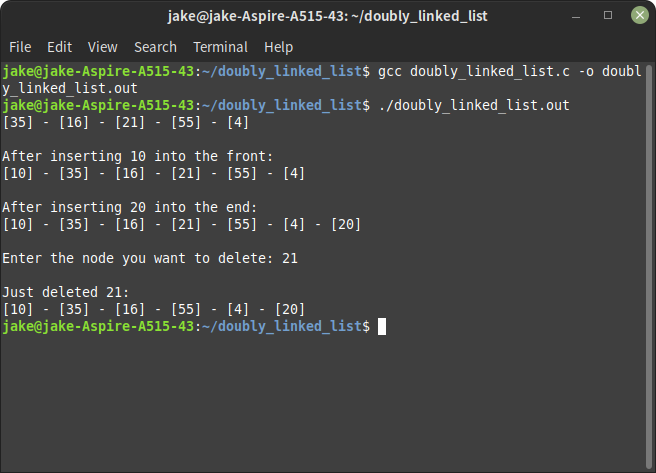 jake@jake-Aspire-A515-43: ~/doubly_linked_list
File Edit View Search Terminal Help
jake@jake-Aspire-A515-43:~/doubly_linked_list$ gcc doubly_linked_list.c -o doubl
y_linked_list.out
jake@jake-Aspire-A515-43:~/doubly_linked_list$ ./doubly_linked_list.out
[35] - [16] - [21] - [55] - [4]
After inserting 10 into the front:
[10] - [35] - [16] - [21] - [55] - [4]
After inserting 20 into the end:
[10] - [35] - [16] - [21] - [55] - [4] - [20]
Enter the node you want to delete: 21
Just deleted 21:
[10] - [35] - [16] - [55] - [4] - [20]
jake@jake-Aspire-A515-43:~/doubly_linked_list$